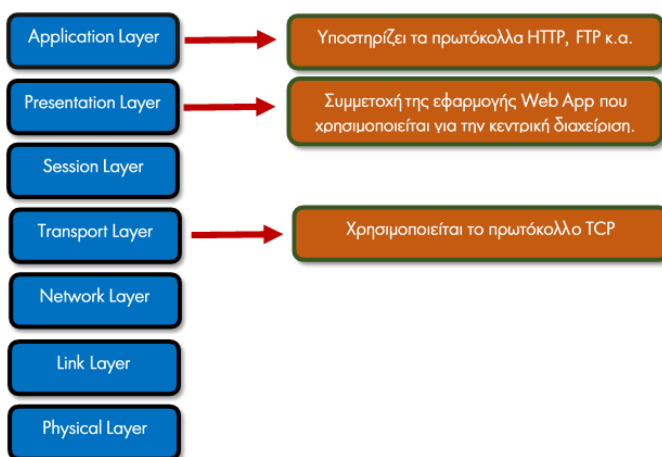 Application Layer
Υποστηρίζει τα πρωτόκολλα HTTP, FTP κ.α.
Presentation Layer
Συμμετοχή της εφαρμογής Web App που
χρησιμοποιείται για την κεντρική διαχείριση.
Session Layer
Transport Layer
Χρησιμοποιείται το πρωτόκολλο TCP
Network Layer
Link Layer
Physical Layer